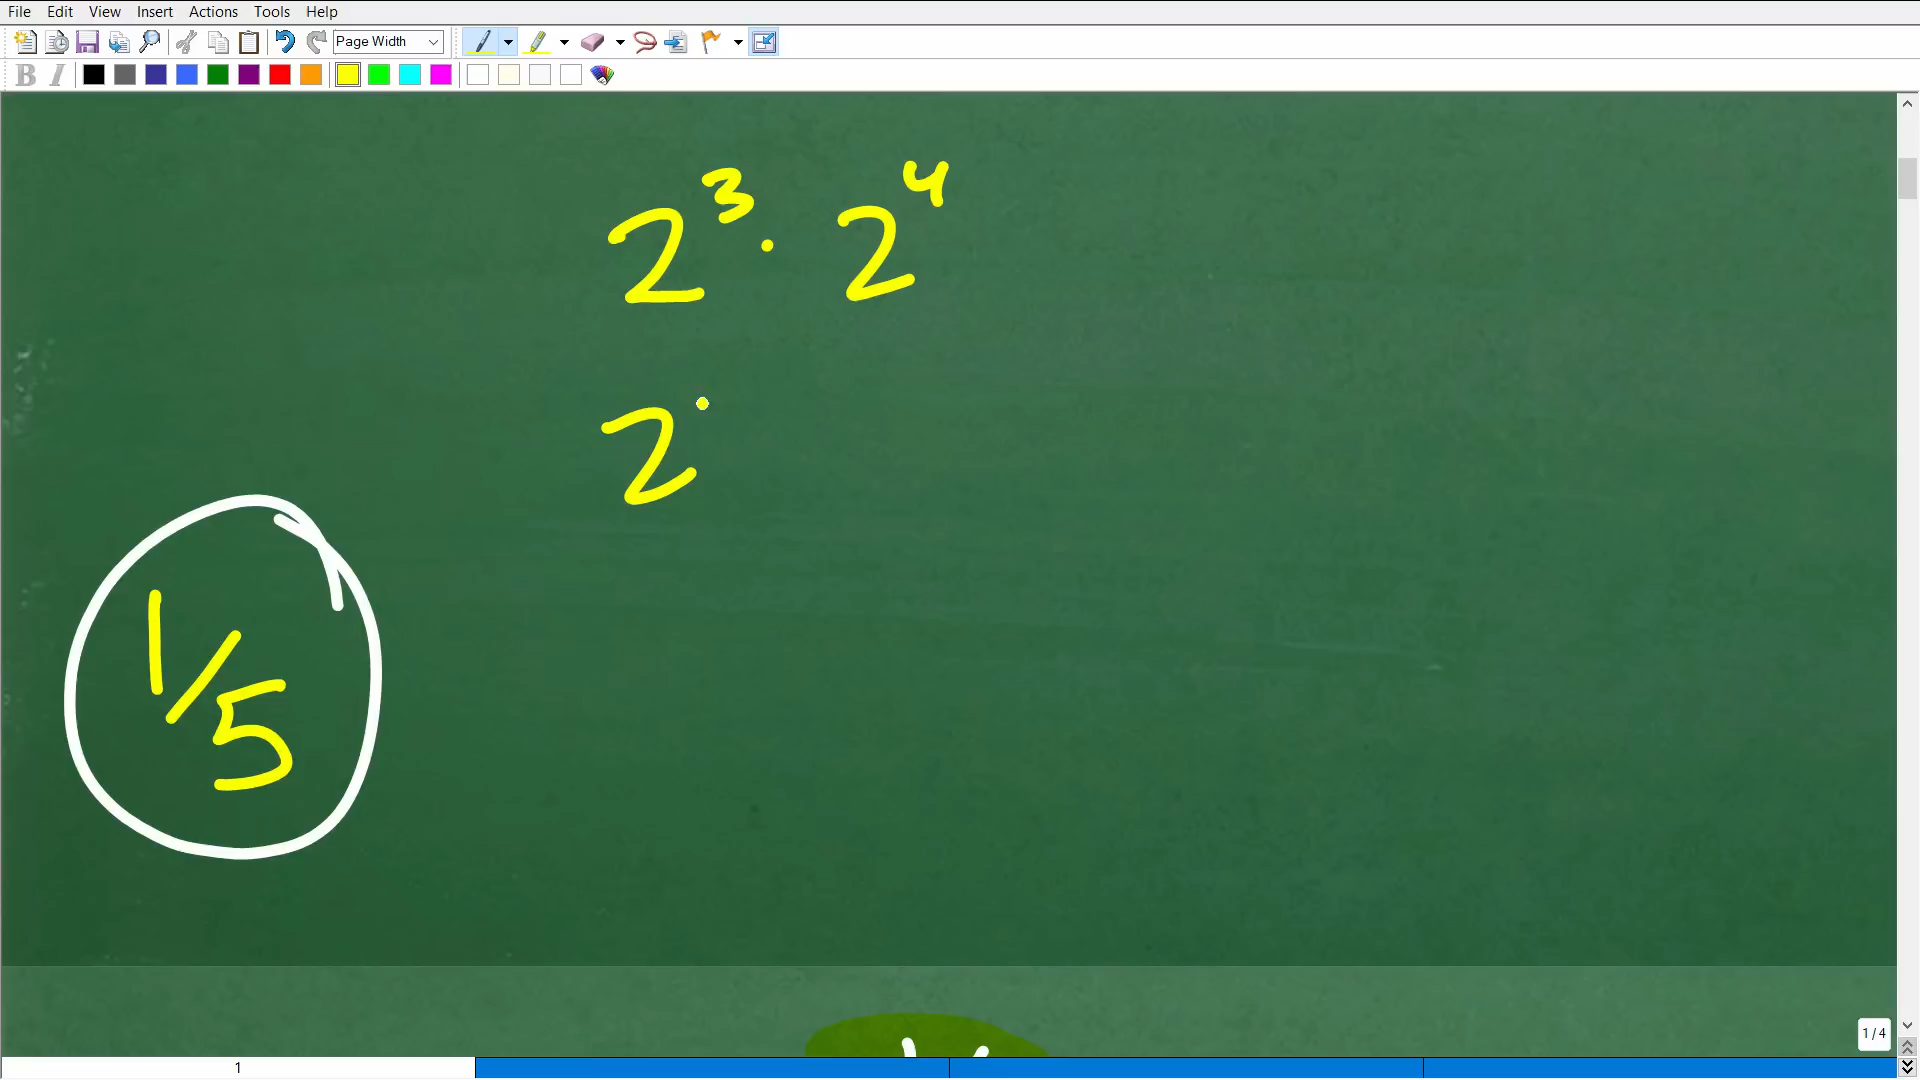 File Edit View Insert Actions Tools Help
Page Width
B I
2³ · 2⁴
2
1/5
1 / 4
1